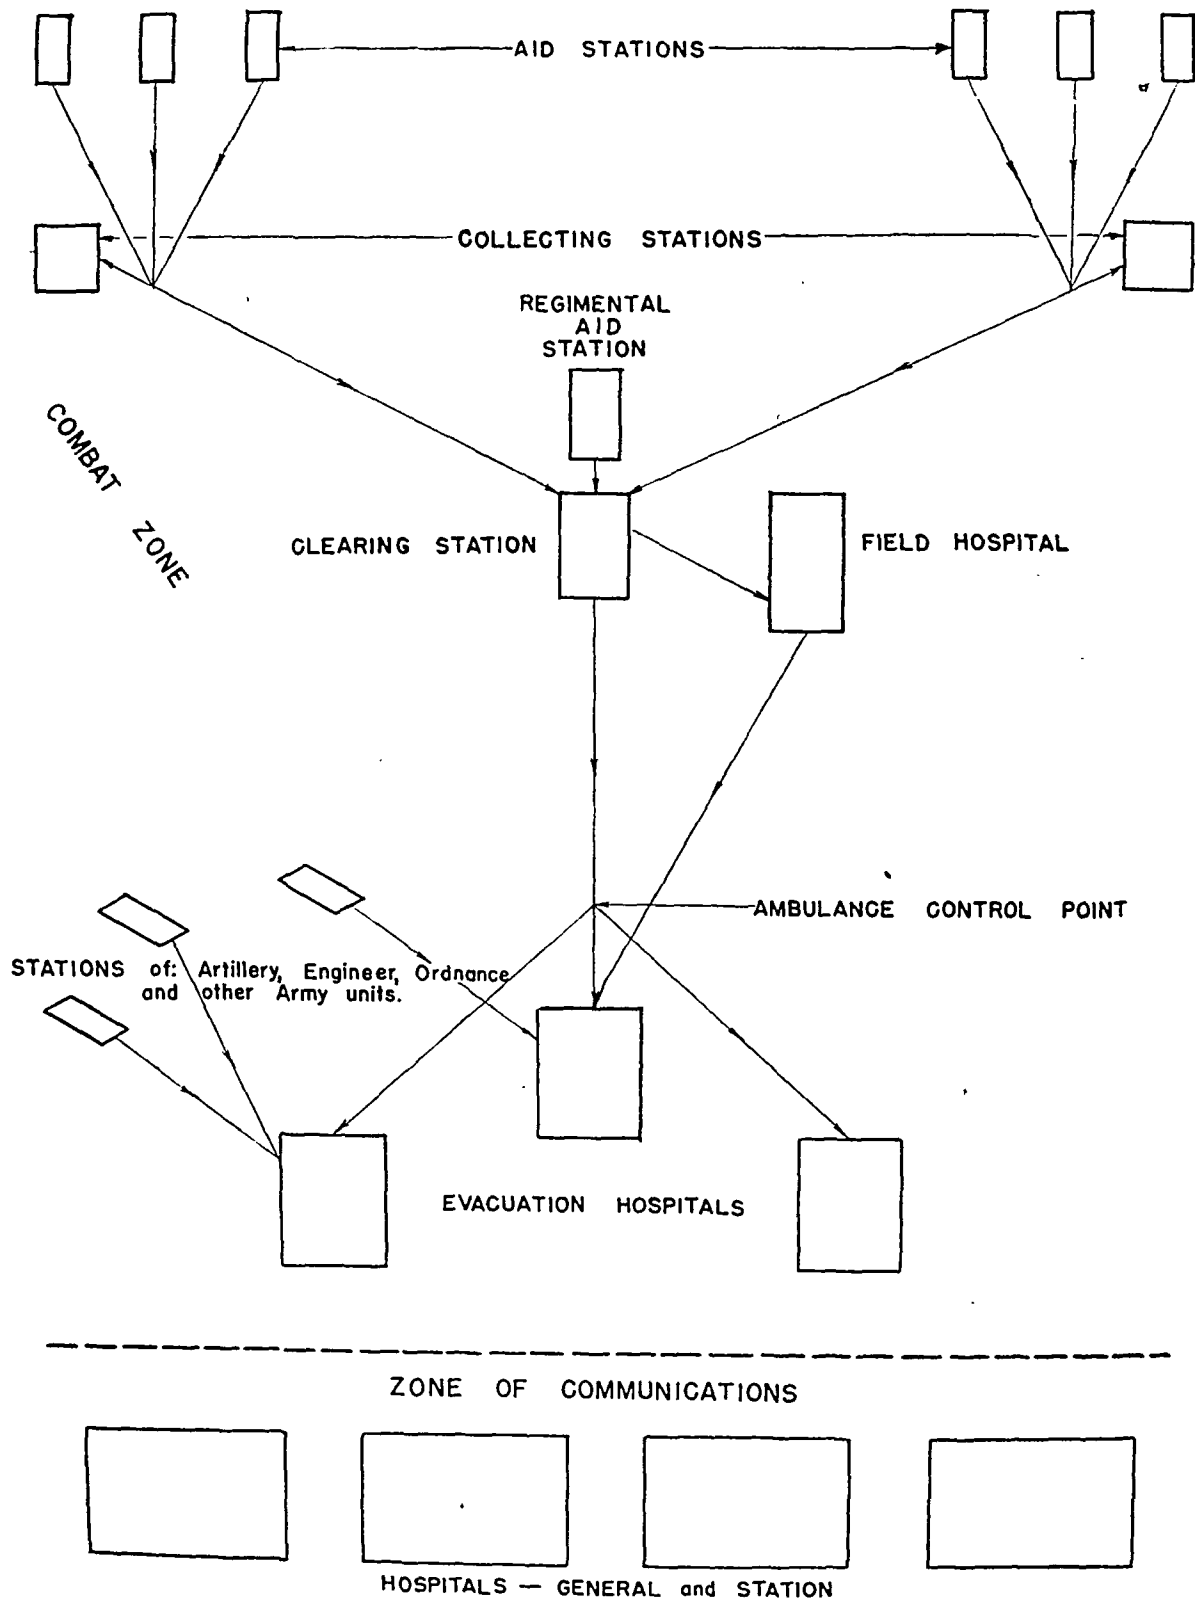 AID STATIONS
COLLECTING STATIONS
REGIMENTAL
AID
STATION
COMBAT ZONE
CLEARING STATION
FIELD HOSPITAL
AMBULANCE CONTROL POINT
STATIONS of: Artillery, Engineer, Ordnance
and other Army units.
EVACUATION HOSPITALS
ZONE OF COMMUNICATIONS
HOSPITALS — GENERAL and STATION